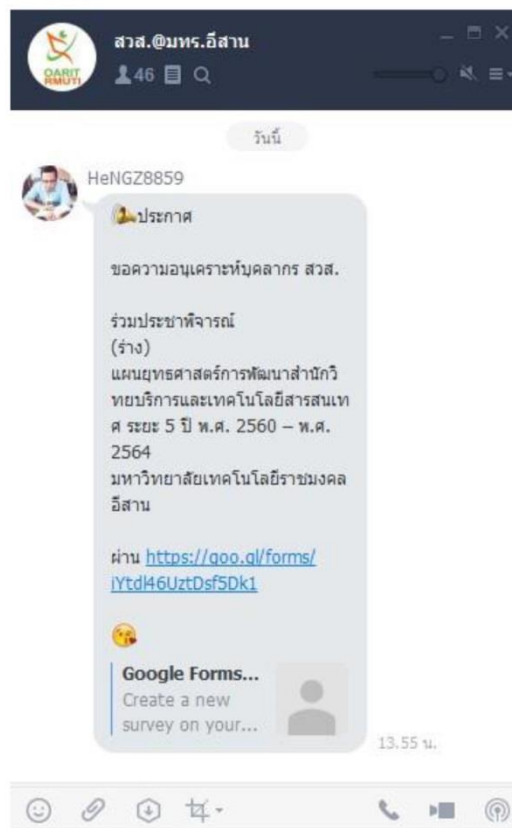 สวส.@มทร.อีสาน
46
OARIT
RMUTI
วันนี้
HeNGZ8859
ประกาศ
ขอความอนุเคราะห์บุคลากร สวส.
ร่วมประชาพิจารณ์
(ร่าง)
แผนยุทธศาสตร์การพัฒนาสำนักวิ
ทยบริการและเทคโนโลยีสารสนเท
ศ ระยะ 5 ปี พ.ศ. 2560 – พ.ศ.
2564
มหาวิทยาลัยเทคโนโลยีราชมงคล
อีสาน
ผ่าน https://goo.gl/forms/
iYtdl46UztDsf5Dk1
Google Forms...
Create a new
survey on your...
13.55 น.